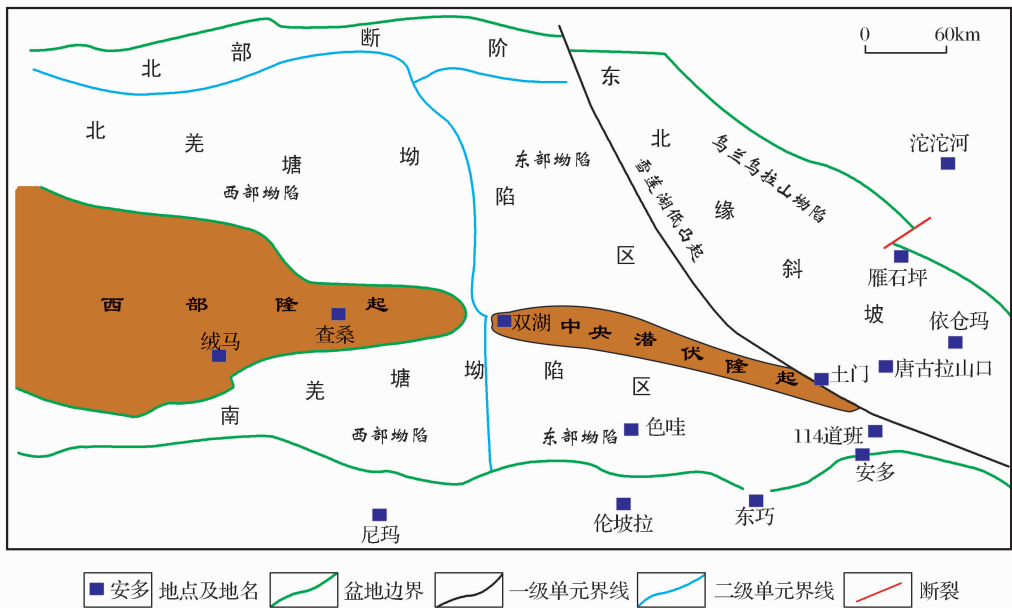 北部断阶
0 60km
北羌塘坳陷区
东北缘斜坡
东部坳陷
西部坳陷
雪莲湖低凸起
乌兰乌拉山坳陷
沱沱河
雁石坪
依仓玛
唐古拉山口
西部隆起
查桑
绒马
双湖
中央潜伏隆起
土门
南羌塘坳陷区
西部坳陷
东部坳陷
色哇
114道班
安多
东巧
伦坡拉
尼玛
安多 地点及地名 盆地边界 一级单元界线 二级单元界线 断裂